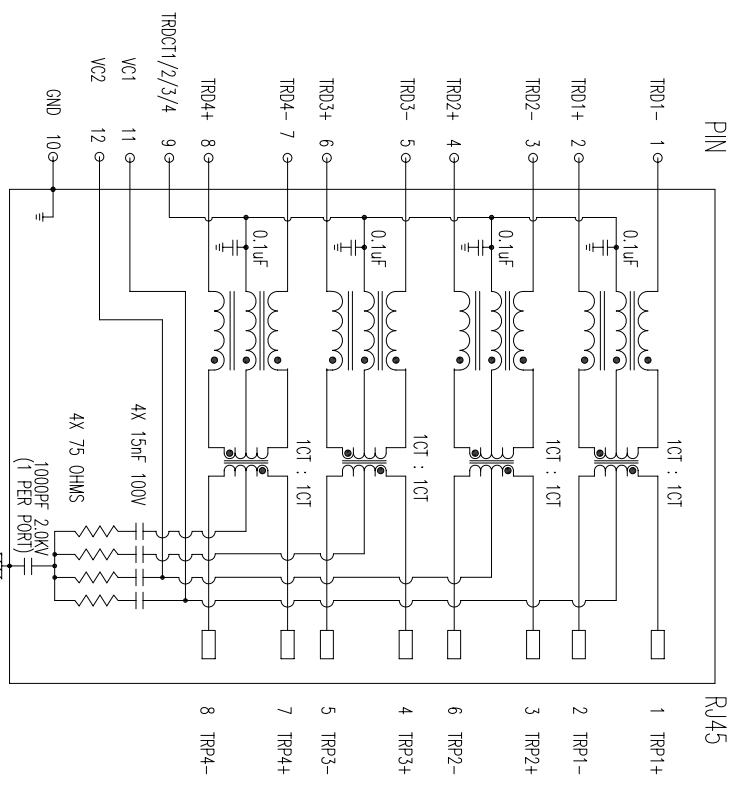 PIN RJ45
1CT : 1CT
TRD1- 1 1 TRP1+
0.1uF
TRD1+ 2 2 TRP1-
1CT : 1CT
TRD2- 3 3 TRP2+
0.1uF
TRD2+ 4 6 TRP2-
1CT : 1CT
TRD3- 5 4 TRP3+
0.1uF
TRD3+ 6 5 TRP3-
1CT : 1CT
TRD4- 7 7 TRP4+
0.1uF
TRD4+ 8 8 TRP4-
TRDCT1/2/3/4 9
4X 15nF 100V
VC1 11
VC2 12
4X 75 OHMS
GND 10
1000PF 2.0KV
(1 PER PORT)